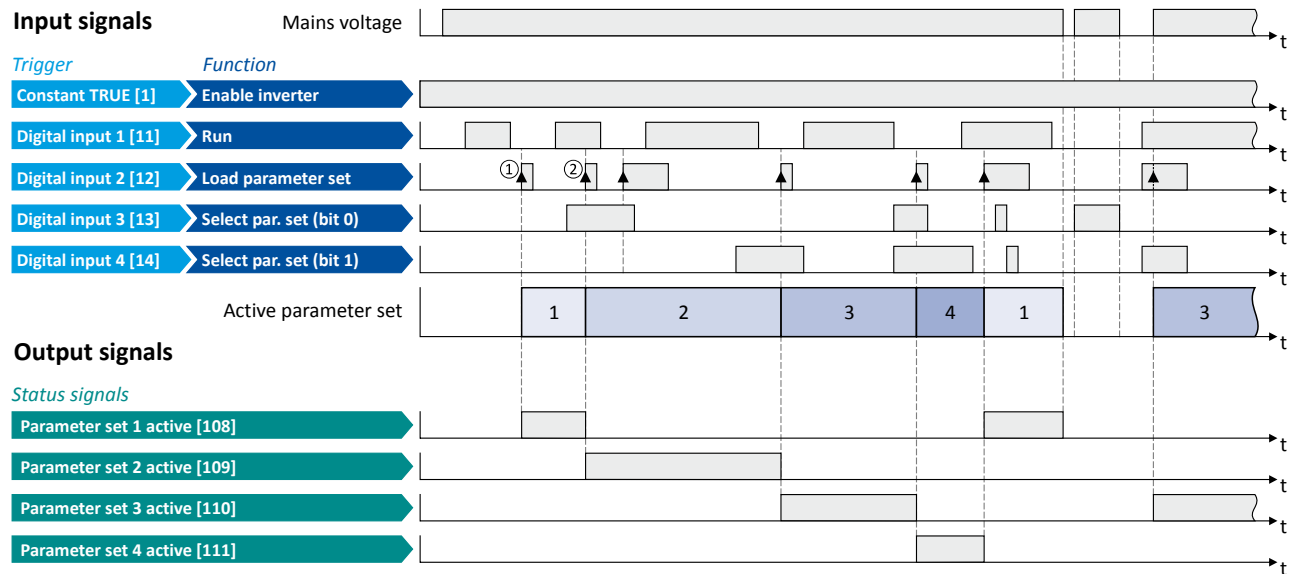 Input signals
Mains voltage
t
Trigger Function
Constant TRUE [1] Enable inverter
t
Digital input 1 [11] Run
t
Digital input 2 [12] Load parameter set
① ②
t
Digital input 3 [13] Select par. set (bit 0)
t
Digital input 4 [14] Select par. set (bit 1)
t
Active parameter set
1 2 3 4 1 3
t
Output signals
Status signals
Parameter set 1 active [108]
t
Parameter set 2 active [109]
t
Parameter set 3 active [110]
t
Parameter set 4 active [111]
t